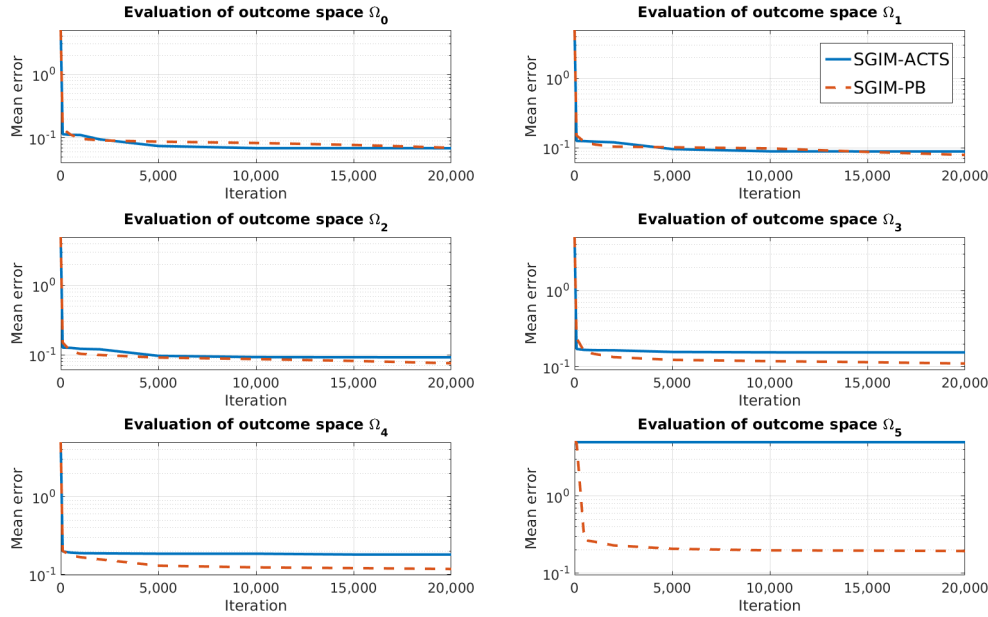 Evaluation of outcome space Ω0
Mean error
10^0
10^-1
0 5,000 10,000 15,000 20,000
Iteration
Evaluation of outcome space Ω1
SGIM-ACTS
SGIM-PB
Mean error
10^0
10^-1
0 5,000 10,000 15,000 20,000
Iteration
Evaluation of outcome space Ω2
Mean error
10^0
10^-1
0 5,000 10,000 15,000 20,000
Iteration
Evaluation of outcome space Ω3
Mean error
10^0
10^-1
0 5,000 10,000 15,000 20,000
Iteration
Evaluation of outcome space Ω4
Mean error
10^0
10^-1
0 5,000 10,000 15,000 20,000
Iteration
Evaluation of outcome space Ω5
Mean error
10^0
10^-1
0 5,000 10,000 15,000 20,000
Iteration